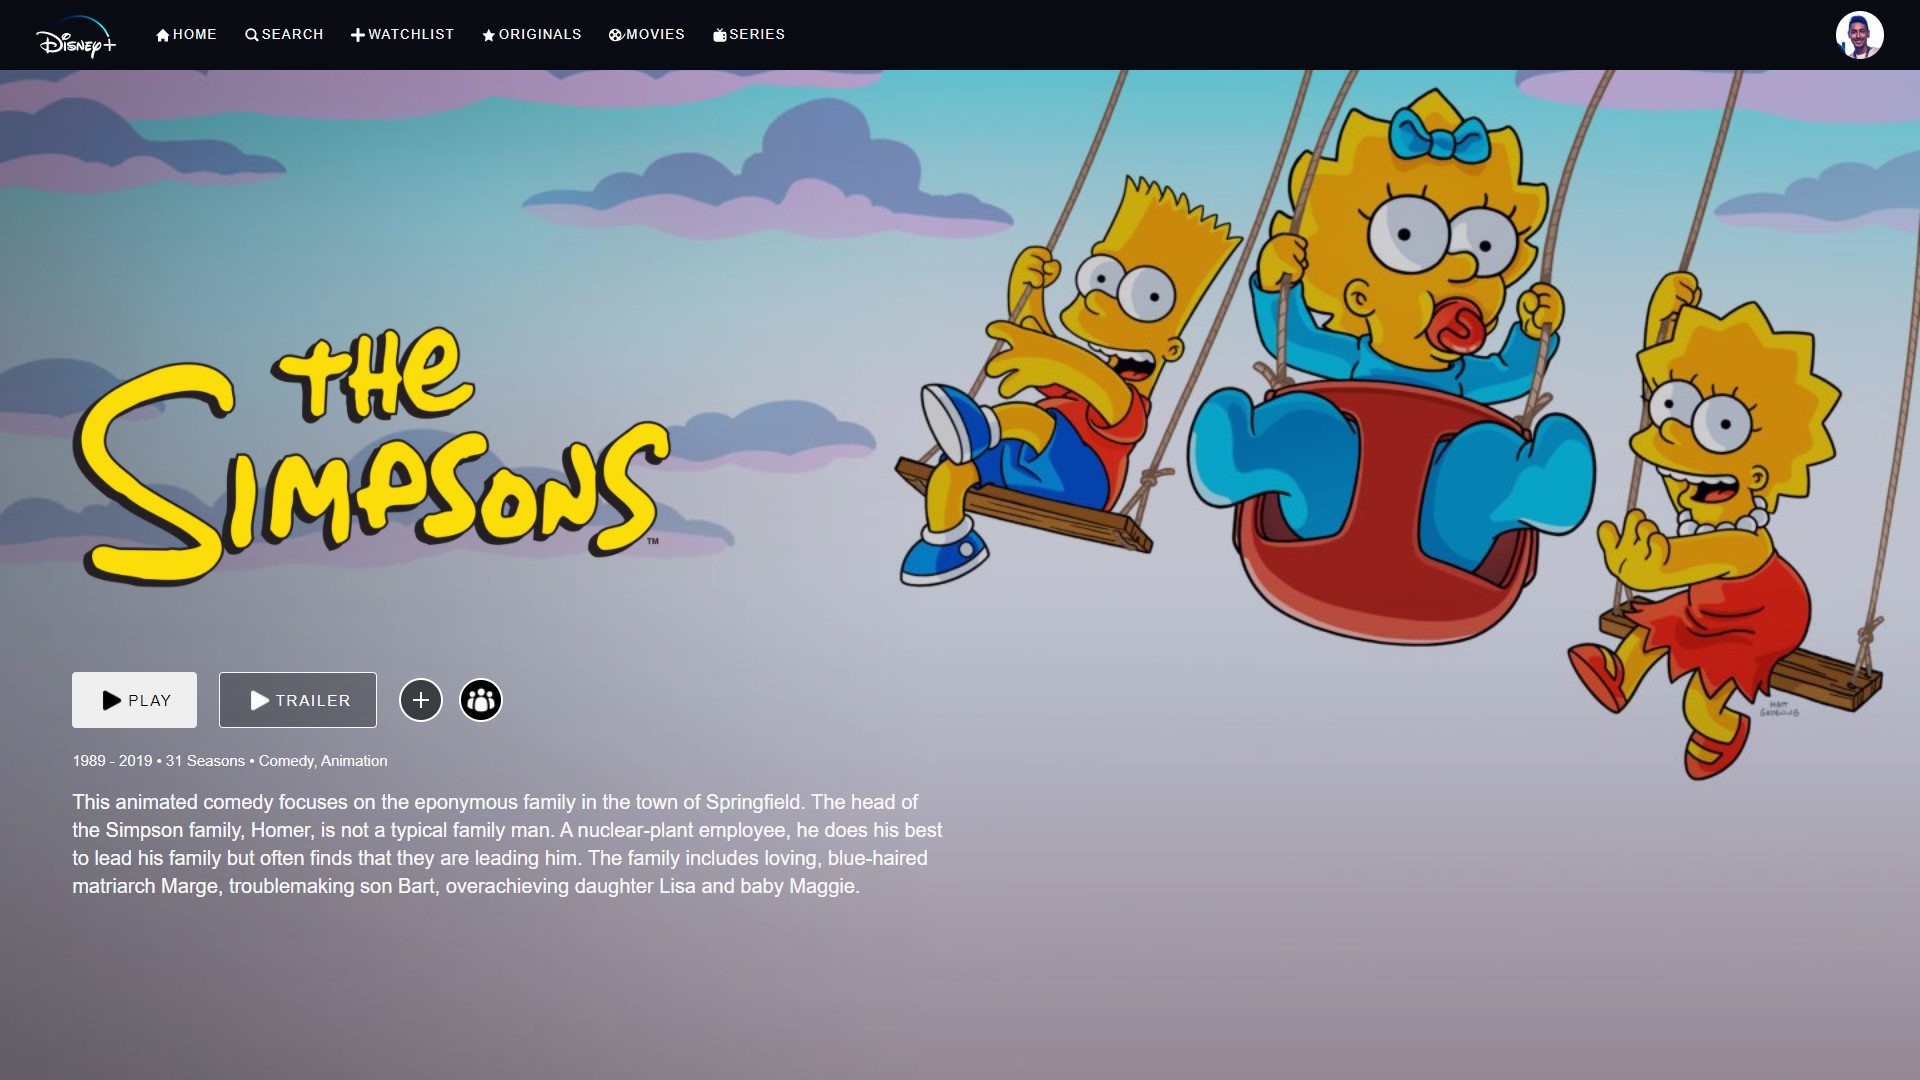 Disney+
HOME
SEARCH
WATCHLIST
ORIGINALS
MOVIES
SERIES
THE
SIMPSONS
TM
PLAY
TRAILER
1989 - 2019 • 31 Seasons • Comedy, Animation
This animated comedy focuses on the eponymous family in the town of Springfield. The head of
the Simpson family, Homer, is not a typical family man. A nuclear-plant employee, he does his best
to lead his family but often finds that they are leading him. The family includes loving, blue-haired
matriarch Marge, troublemaking son Bart, overachieving daughter Lisa and baby Maggie.
MATT
GROENING